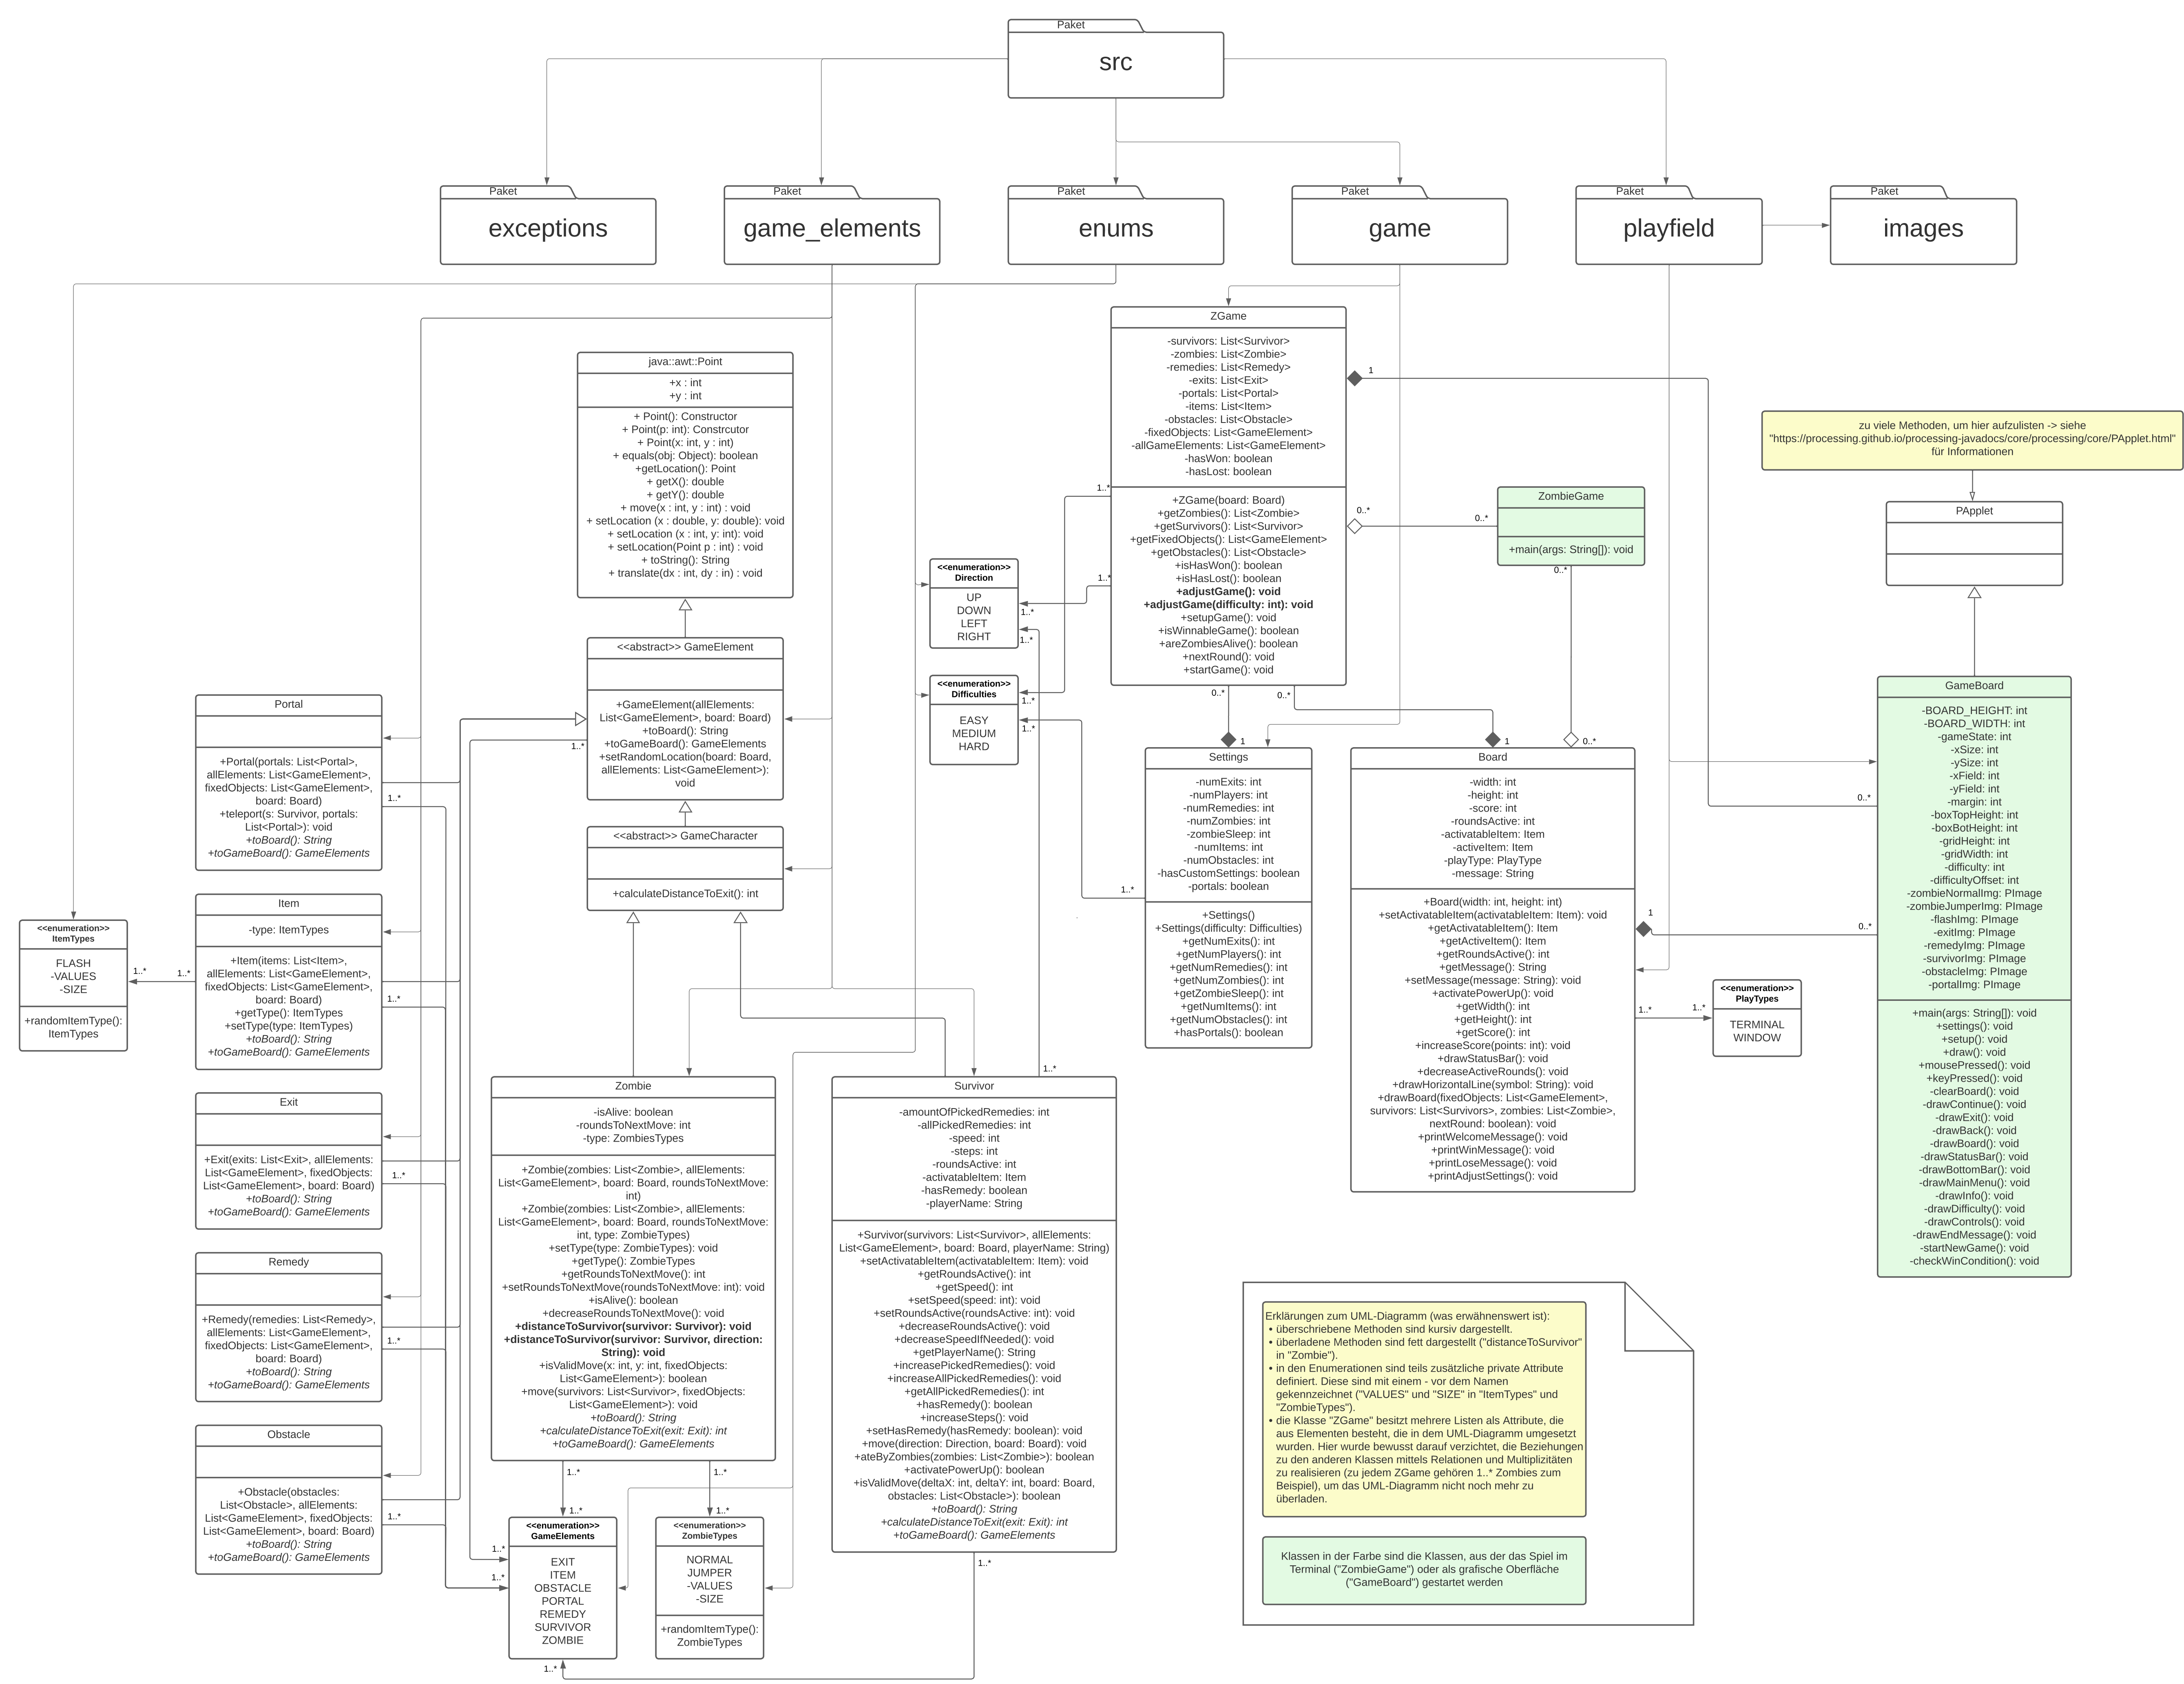 Paket
src
Paket
exceptions
Paket
game_elements
Paket
enums
Paket
game
Paket
playfield
Paket
images
java::awt::Point
+x : int
+y : int
+ Point(): Constructor
+ Point(p: int): Constrcutor
+ Point(x: int, y : int)
+ equals(obj: Object): boolean
+getLocation(): Point
+ getX(): double
+ getY(): double
+ move(x : int, y : int) : void
+ setLocation (x : double, y: double): void
+ setLocation (x : int, y: int): void
+ setLocation(Point p : int) : void
+ toString(): String
+ translate(dx : int, dy : in) : void
ZGame
-survivors: List<Survivor>
-zombies: List<Zombie>
-remedies: List<Remedy>
-exits: List<Exit>
-portals: List<Portal>
-items: List<Item>
-obstacles: List<Obstacle>
-fixedObjects: List<GameElement>
-allGameElements: List<GameElement>
-hasWon: boolean
-hasLost: boolean
+ZGame(board: Board)
+getZombies(): List<Zombie>
+getSurvivors(): List<Survivor>
+getFixedObjects(): List<GameElement>
+getObstacles(): List<Obstacle>
+isHasWon(): boolean
+isHasLost(): boolean
+adjustGame(): void
+adjustGame(difficulty: int): void
+setupGame(): void
+isWinnableGame(): boolean
+areZombiesAlive(): boolean
+nextRound(): void
+startGame(): void
1
1..*
1..*
0..*
0..*
0..*
0..*
ZombieGame
+main(args: String[]): void
0..*
zu viele Methoden, um hier aufzulisten -> siehe
"https://processing.github.io/processing-javadocs/core/processing/core/PApplet.html"
für Informationen
PApplet
<<enumeration>>
Direction
UP
DOWN
LEFT
RIGHT
1..*
1..*
<<enumeration>>
Difficulties
EASY
MEDIUM
HARD
1..*
1..*
<<abstract>> GameElement
+GameElement(allElements:
List<GameElement>, board: Board)
+toBoard(): String
+toGameBoard(): GameElements
+setRandomLocation(board: Board,
allElements: List<GameElement>):
void
1..*
<<abstract>> GameCharacter
+calculateDistanceToExit(): int
Portal
+Portal(portals: List<Portal>,
allElements: List<GameElement>,
fixedObjects: List<GameElement>,
board: Board)
+teleport(s: Survivor, portals:
List<Portal>): void
+toBoard(): String
+toGameBoard(): GameElements
1..*
Item
-type: ItemTypes
+Item(items: List<Item>,
allElements: List<GameElement>,
fixedObjects: List<GameElement>,
board: Board)
+getType(): ItemTypes
+setType(type: ItemTypes)
+toBoard(): String
+toGameBoard(): GameElements
1..*
1..*
1..*
<<enumeration>>
ItemTypes
FLASH
-VALUES
-SIZE
+randomItemType():
ItemTypes
Exit
+Exit(exits: List<Exit>, allElements:
List<GameElement>, fixedObjects:
List<GameElement>, board: Board)
+toBoard(): String
+toGameBoard(): GameElements
1..*
Remedy
+Remedy(remedies: List<Remedy>,
allElements: List<GameElement>,
fixedObjects: List<GameElement>,
board: Board)
+toBoard(): String
+toGameBoard(): GameElements
1..*
Obstacle
+Obstacle(obstacles:
List<Obstacle>, allElements:
List<GameElement>, fixedObjects:
List<GameElement>, board: Board)
+toBoard(): String
+toGameBoard(): GameElements
1..*
Settings
-numExits: int
-numPlayers: int
-numRemedies: int
-numZombies: int
-zombieSleep: int
-numItems: int
-numObstacles: int
-hasCustomSettings: boolean
-portals: boolean
+Settings()
+Settings(difficulty: Difficulties)
+getNumExits(): int
+getNumPlayers(): int
+getNumRemedies(): int
+getNumZombies(): int
+getZombieSleep(): int
+getNumItems(): int
+getNumObstacles(): int
+hasPortals(): boolean
1
1..*
Board
-width: int
-height: int
-score: int
-roundsActive: int
-activatableItem: Item
-activeItem: Item
-playType: PlayType
-message: String
+Board(width: int, height: int)
+setActivatableItem(activatableItem: Item): void
+getActivatableItem(): Item
+getActiveItem(): Item
+getRoundsActive(): int
+getMessage(): String
+setMessage(message: String): void
+activatePowerUp(): void
+getWidth(): int
+getHeight(): int
+getScore(): int
+increaseScore(points: int): void
+drawStatusBar(): void
+decreaseActiveRounds(): void
+drawHorizontalLine(symbol: String): void
+drawBoard(fixedObjects: List<GameElement>,
survivors: List<Survivors>, zombies: List<Zombie>,
nextRound: boolean): void
+printWelcomeMessage(): void
+printWinMessage(): void
+printLoseMessage(): void
+printAdjustSettings(): void
1
0..*
1
1..*
1..*
<<enumeration>>
PlayTypes
TERMINAL
WINDOW
GameBoard
-BOARD_HEIGHT: int
-BOARD_WIDTH: int
-gameState: int
-xSize: int
-ySize: int
-xField: int
-yField: int
-margin: int
-boxTopHeight: int
-boxBotHeight: int
-gridHeight: int
-gridWidth: int
-difficulty: int
-difficultyOffset: int
-zombieNormalImg: PImage
-zombieJumperImg: PImage
-flashImg: PImage
-exitImg: PImage
-remedyImg: PImage
-survivorImg: PImage
-obstacleImg: PImage
-portalImg: PImage
+main(args: String[]): void
+settings(): void
+setup(): void
+draw(): void
+mousePressed(): void
+keyPressed(): void
-clearBoard(): void
-drawContinue(): void
-drawExit(): void
-drawBack(): void
-drawBoard(): void
-drawStatusBar(): void
-drawBottomBar(): void
-drawMainMenu(): void
-drawInfo(): void
-drawDifficulty(): void
-drawControls(): void
-drawEndMessage(): void
-startNewGame(): void
-checkWinCondition(): void
0..*
0..*
Zombie
-isAlive: boolean
-roundsToNextMove: int
-type: ZombiesTypes
+Zombie(zombies: List<Zombie>, allElements:
List<GameElement>, board: Board, roundsToNextMove:
int)
+Zombie(zombies: List<Zombie>, allElements:
List<GameElement>, board: Board, roundsToNextMove:
int, type: ZombieTypes)
+setType(type: ZombieTypes): void
+getType(): ZombieTypes
+getRoundsToNextMove(): int
+setRoundsToNextMove(roundsToNextMove: int): void
+isAlive(): boolean
+decreaseRoundsToNextMove(): void
+distanceToSurvivor(survivor: Survivor): void
+distanceToSurvivor(survivor: Survivor, direction:
String): void
+isValidMove(x: int, y: int, fixedObjects:
List<GameElement>): boolean
+move(survivors: List<Survivor>, fixedObjects:
List<GameElement>): void
+toBoard(): String
+calculateDistanceToExit(exit: Exit): int
+toGameBoard(): GameElements
1..*
1..*
Survivor
-amountOfPickedRemedies: int
-allPickedRemedies: int
-speed: int
-steps: int
-roundsActive: int
-activatableItem: Item
-hasRemedy: boolean
-playerName: String
+Survivor(survivors: List<Survivor>, allElements:
List<GameElement>, board: Board, playerName: String)
+setActivatableItem(activatableItem: Item): void
+getRoundsActive(): int
+getSpeed(): int
+setSpeed(speed: int): void
+setRoundsActive(roundsActive: int): void
+decreaseRoundsActive(): void
+decreaseSpeedIfNeeded(): void
+getPlayerName(): String
+increasePickedRemedies(): void
+increaseAllPickedRemedies(): void
+getAllPickedRemedies(): int
+hasRemedy(): boolean
+increaseSteps(): void
+setHasRemedy(hasRemedy: boolean): void
+move(direction: Direction, board: Board): void
+ateByZombies(zombies: List<Zombie>): boolean
+activatePowerUp(): boolean
+isValidMove(deltaX: int, deltaY: int, board: Board,
obstacles: List<Obstacle>): boolean
+toBoard(): String
+calculateDistanceToExit(exit: Exit): int
+toGameBoard(): GameElements
1..*
1..*
<<enumeration>>
GameElements
EXIT
ITEM
OBSTACLE
PORTAL
REMEDY
SURVIVOR
ZOMBIE
1..*
1..*
1..*
1..*
<<enumeration>>
ZombieTypes
NORMAL
JUMPER
-VALUES
-SIZE
+randomItemType():
ZombieTypes
1..*
Erklärungen zum UML-Diagramm (was erwähnenswert ist):
• überschriebene Methoden sind kursiv dargestellt.
• überladene Methoden sind fett dargestellt ("distanceToSurvivor"
in "Zombie").
• in den Enumerationen sind teils zusätzliche private Attribute
definiert. Diese sind mit einem - vor dem Namen
gekennzeichnet ("VALUES" und "SIZE" in "ItemTypes" und
"ZombieTypes").
• die Klasse "ZGame" besitzt mehrere Listen als Attribute, die
aus Elementen besteht, die in dem UML-Diagramm umgesetzt
wurden. Hier wurde bewusst darauf verzichtet, die Beziehungen
zu den anderen Klassen mittels Relationen und Multiplizitäten
zu realisieren (zu jedem ZGame gehören 1..* Zombies zum
Beispiel), um das UML-Diagramm nicht noch mehr zu
überladen.
Klassen in der Farbe sind die Klassen, aus der das Spiel im
Terminal ("ZombieGame") oder als grafische Oberfläche
("GameBoard") gestartet werden